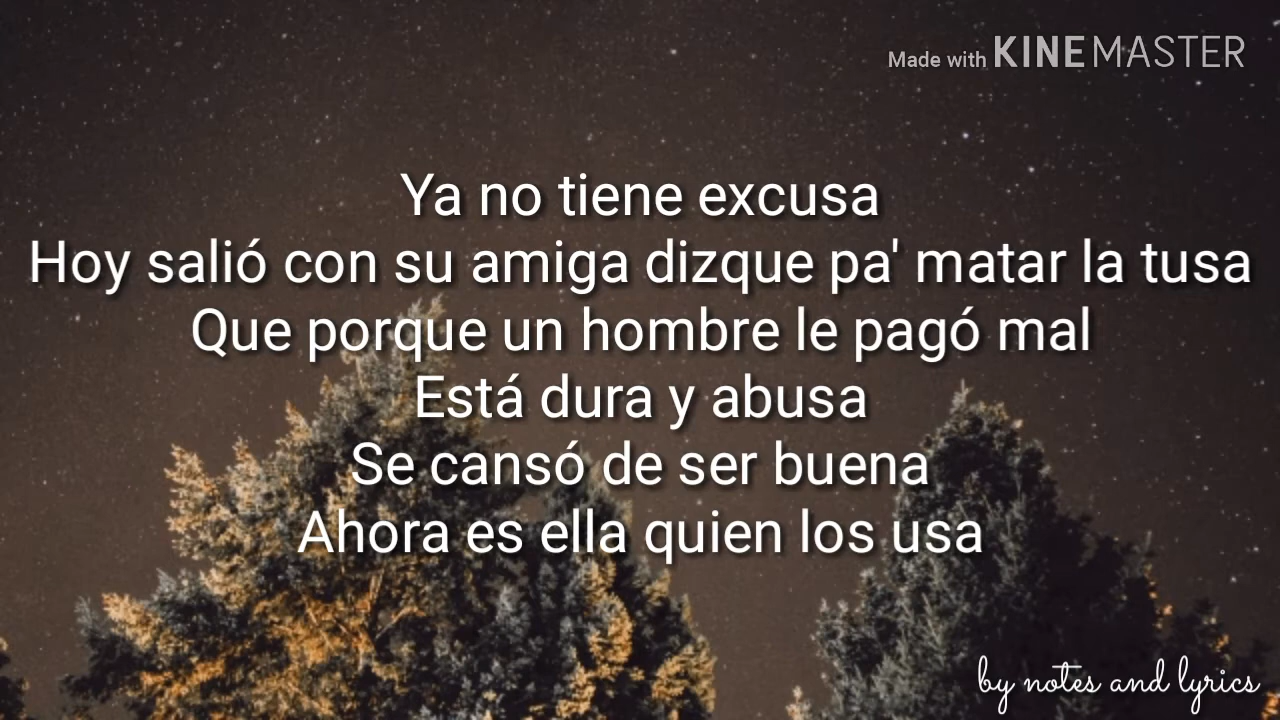 Made with KINEMASTER
Ya no tiene excusa
Hoy salió con su amiga dizque pa' matar la tusa
Que porque un hombre le pagó mal
Está dura y abusa
Se cansó de ser buena
Ahora es ella quien los usa
by notes and lyrics